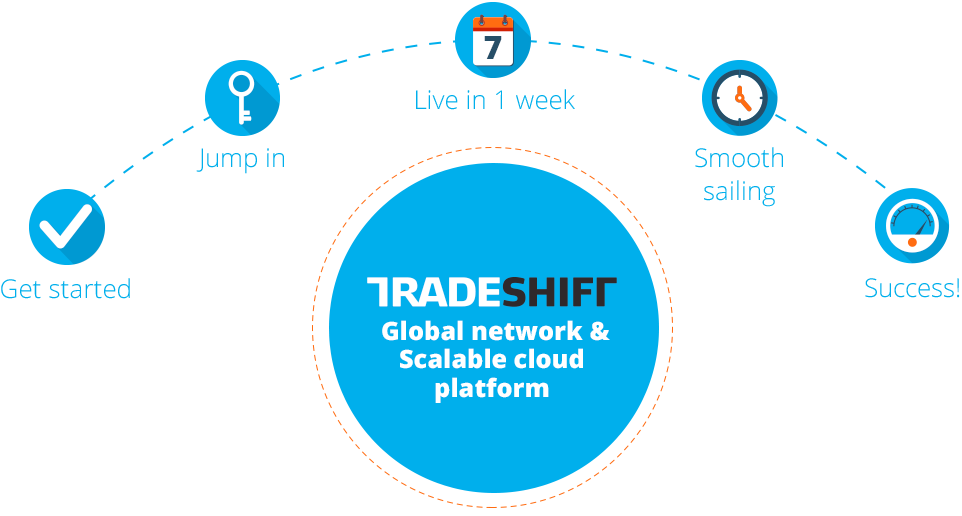 7
Live in 1 week
Jump in
Smooth
sailing
Get started
Success!
TRADESHIFT
Global network &
Scalable cloud
platform